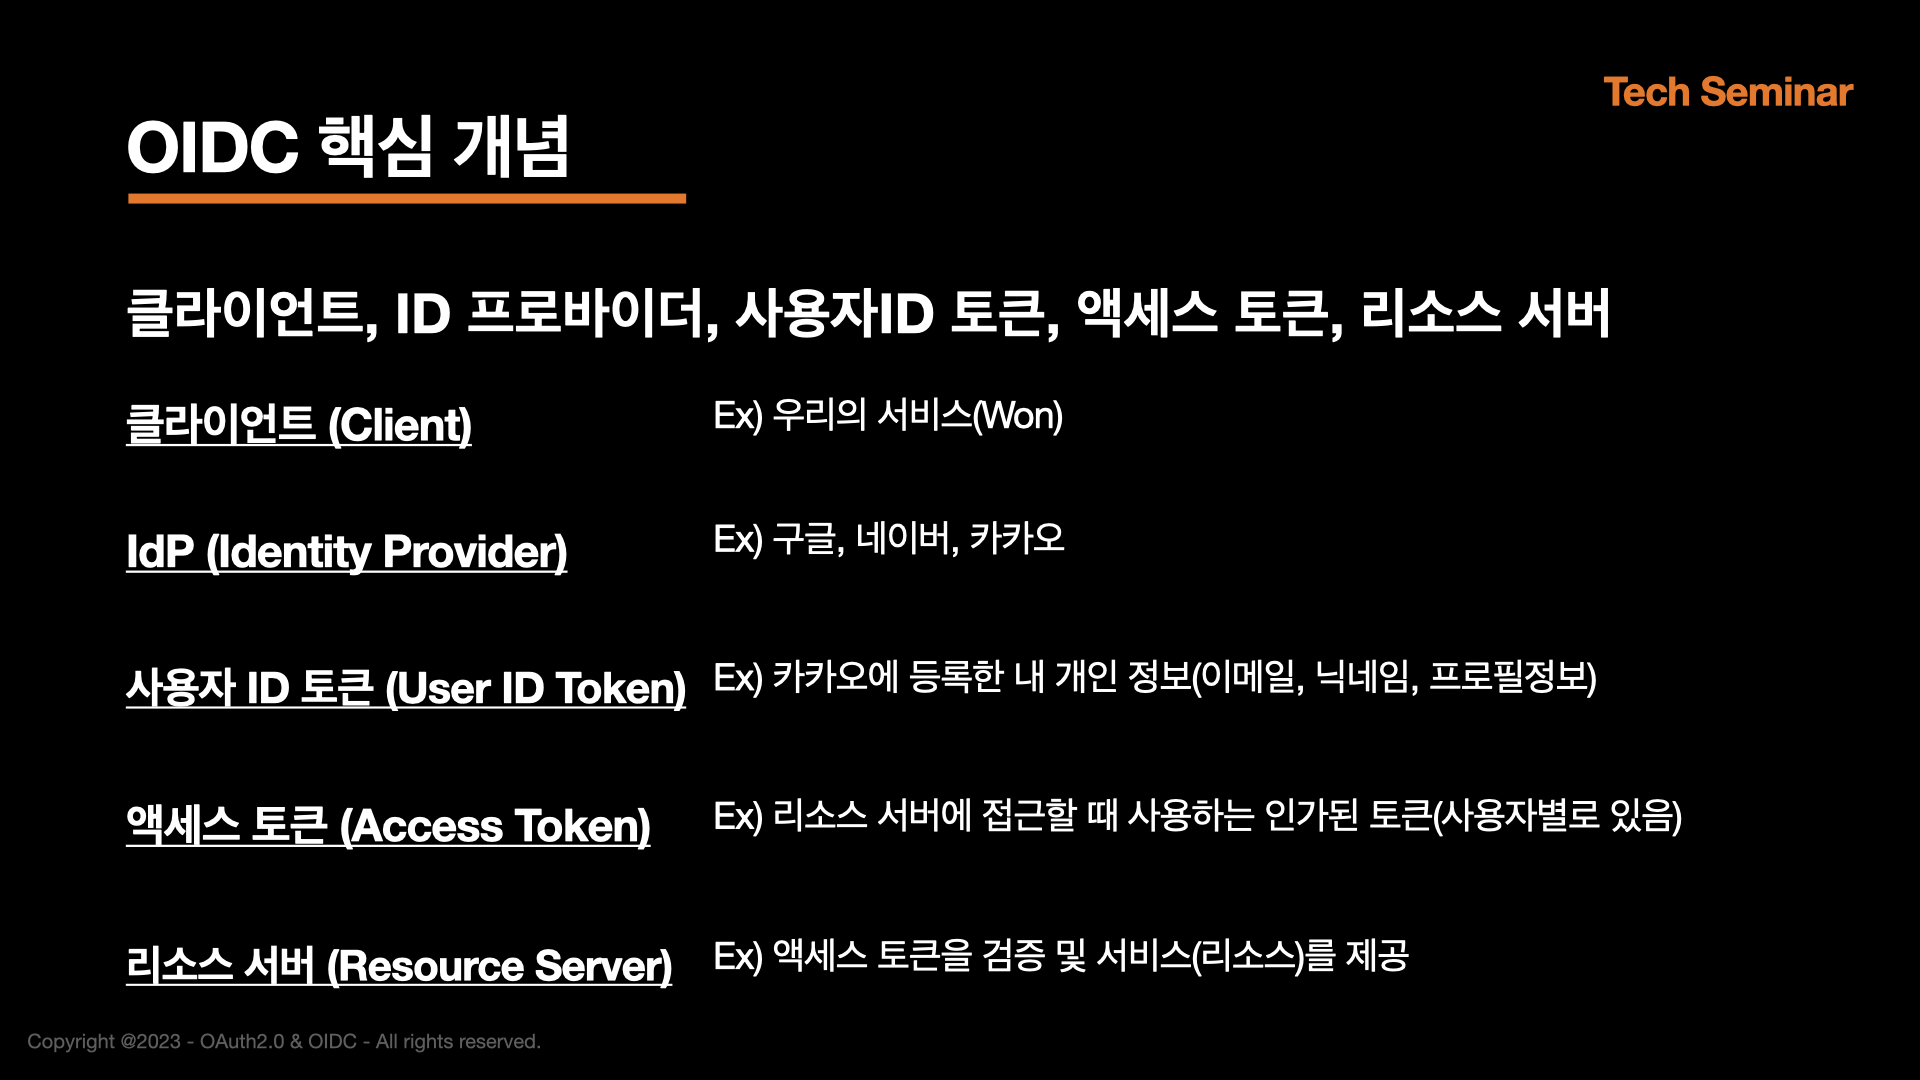 Tech Seminar
OIDC 핵심 개념
클라이언트, ID 프로바이더, 사용자ID 토큰, 액세스 토큰, 리소스 서버
클라이언트 (Client) Ex) 우리의 서비스(Won)
IdP (Identity Provider) Ex) 구글, 네이버, 카카오
사용자 ID 토큰 (User ID Token) Ex) 카카오에 등록한 내 개인 정보(이메일, 닉네임, 프로필정보)
액세스 토큰 (Access Token) Ex) 리소스 서버에 접근할 때 사용하는 인가된 토큰(사용자별로 있음)
리소스 서버 (Resource Server) Ex) 액세스 토큰을 검증 및 서비스(리소스)를 제공
Copyright @2023 - OAuth2.0 & OIDC - All rights reserved.